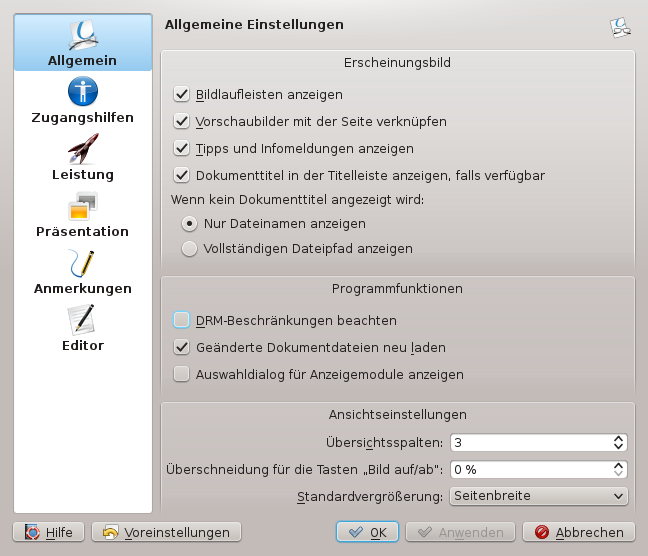 Allgemein
Zugangshilfen
Leistung
Präsentation
Anmerkungen
Editor
Allgemeine Einstellungen
Erscheinungsbild
Bildlaufleisten anzeigen
Vorschaubilder mit der Seite verknüpfen
Tipps und Infomeldungen anzeigen
Dokumenttitel in der Titelleiste anzeigen, falls verfügbar
Wenn kein Dokumenttitel angezeigt wird:
Nur Dateinamen anzeigen
Vollständigen Dateipfad anzeigen
Programmfunktionen
DRM-Beschränkungen beachten
Geänderte Dokumentdateien neu laden
Auswahldialog für Anzeigemodule anzeigen
Ansichtseinstellungen
Übersichtsspalten: 3
Überschneidung für die Tasten „Bild auf/ab": 0 %
Standardvergrößerung: Seitenbreite
Hilfe Voreinstellungen OK Anwenden Abbrechen